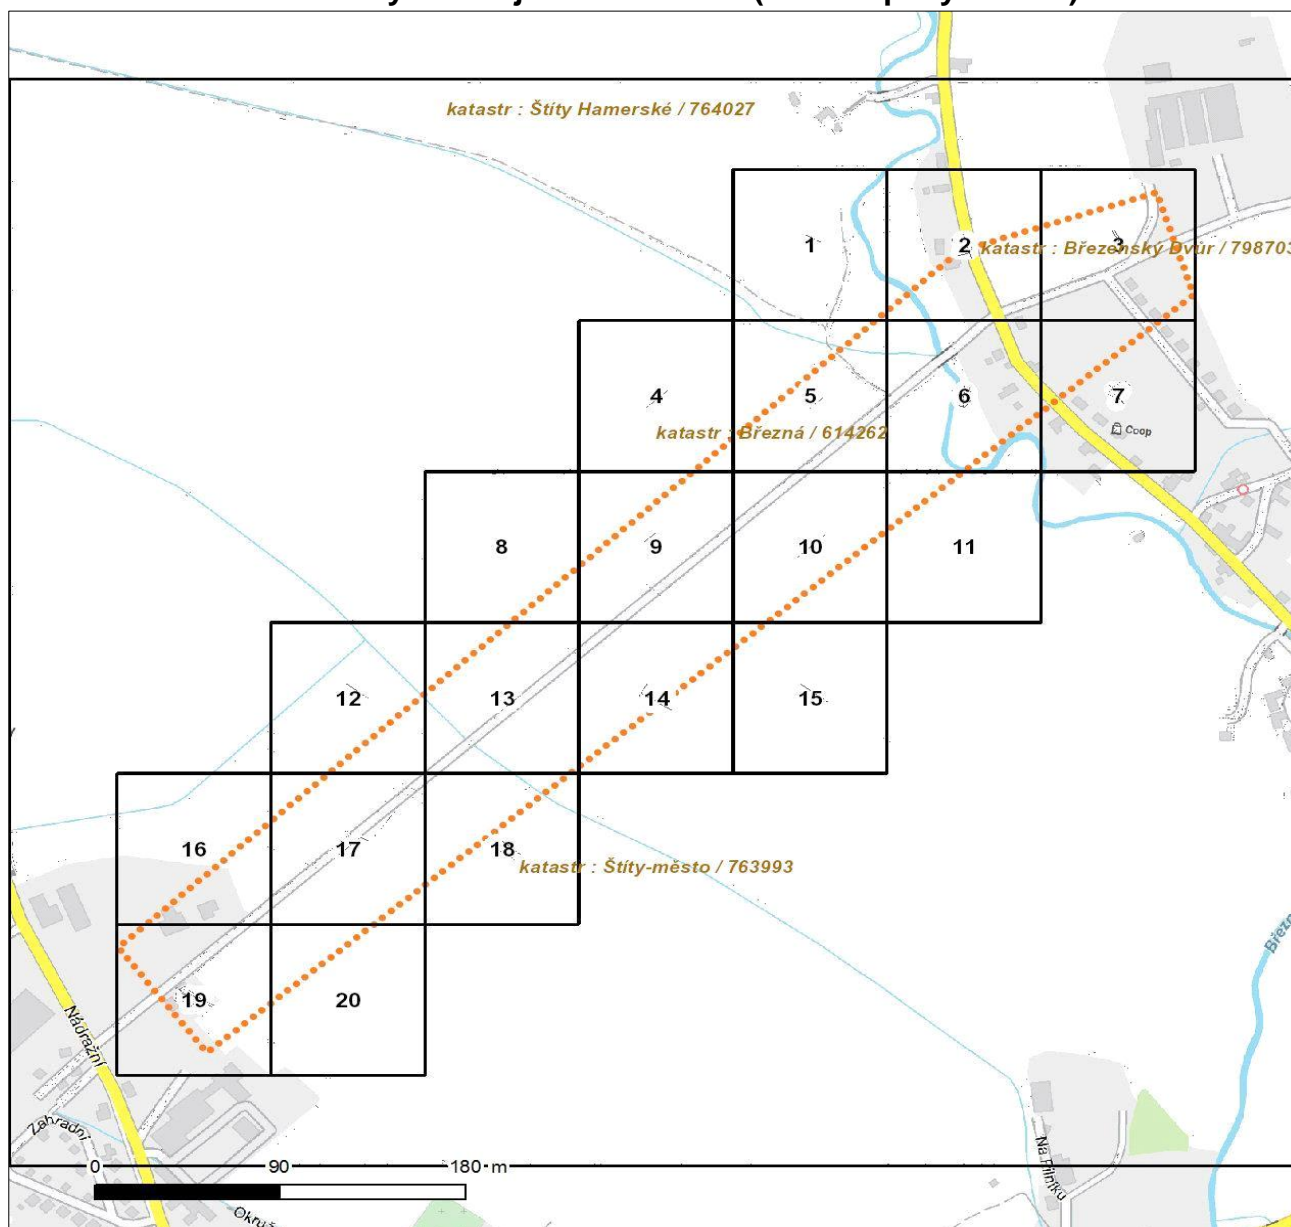 katastr : Štíty Hamerské / 764027
1
2
3
katastr : Březenský Dvůr / 798703
4
5
6
7
Coop
katastr : Březná / 614262
8
9
10
11
12
13
14
15
16
17
18
katastr : Štíty-město / 763993
19
20
Nádražní
Zahradní
Na Pilníku
0 90 180 m